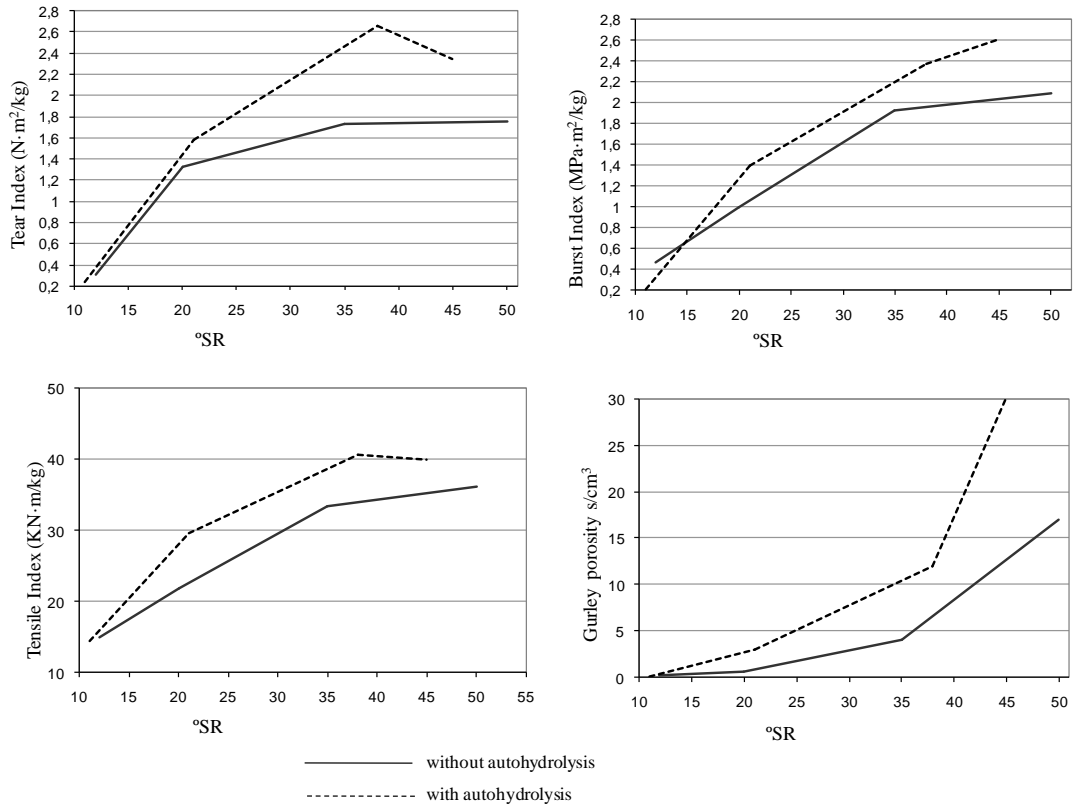 Tear Index (N·m²/kg)
2,8
2,6
2,4
2,2
2
1,8
1,6
1,4
1,2
1
0,8
0,6
0,4
0,2
10 15 20 25 30 35 40 45 50
ºSR
Burst Index (MPa·m²/kg)
2,8
2,6
2,4
2,2
2
1,8
1,6
1,4
1,2
1
0,8
0,6
0,4
0,2
10 15 20 25 30 35 40 45 50
ºSR
Tensile Index (KN·m/kg)
50
40
30
20
10
10 15 20 25 30 35 40 45 50 55
ºSR
Gurley porosity s/cm³
30
25
20
15
10
5
0
10 15 20 25 30 35 40 45 50
ºSR
without autohydrolysis
with autohydrolysis